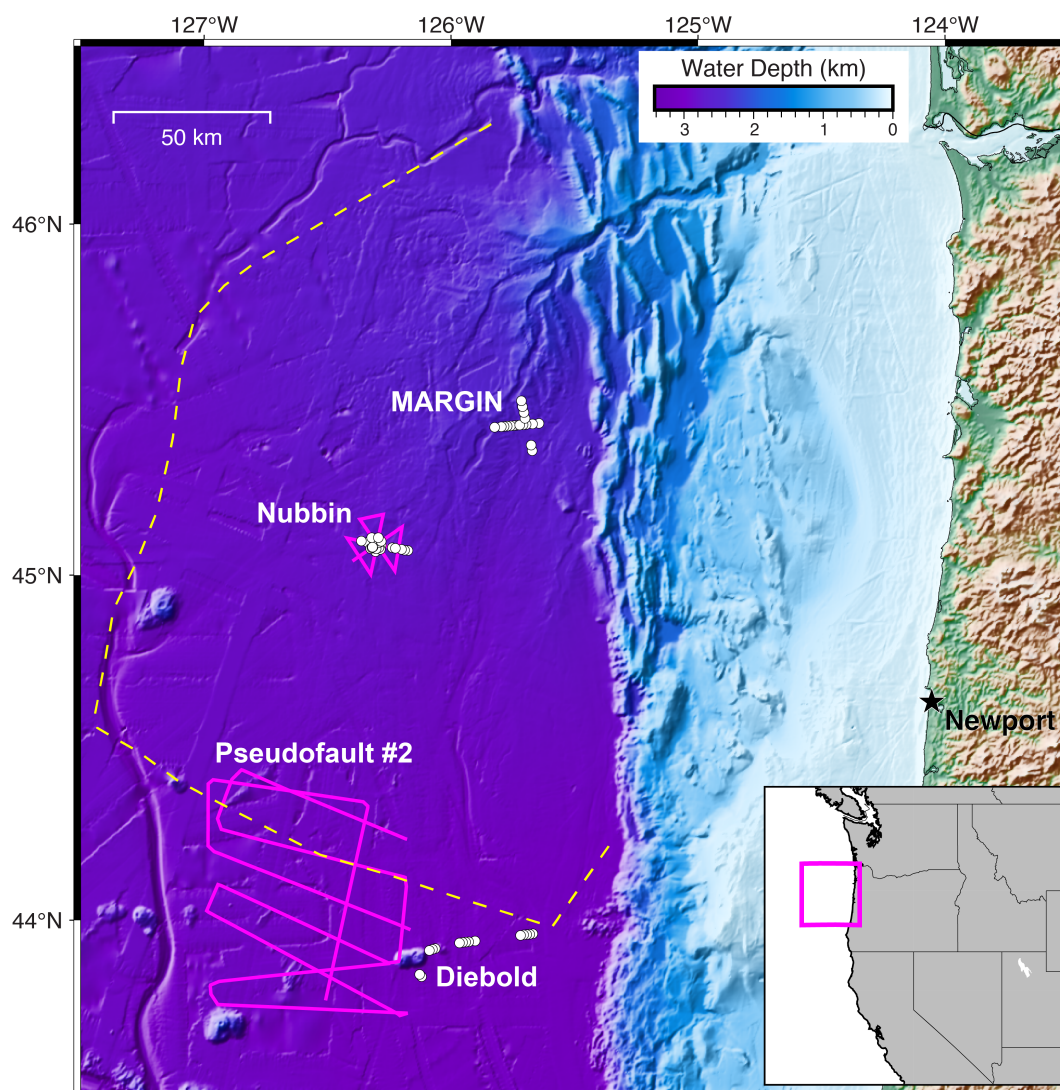 127°W 126°W 125°W 124°W
Water Depth (km)
3 2 1 0
50 km
46°N
MARGIN
Nubbin
45°N
Newport
Pseudofault #2
44°N
Diebold